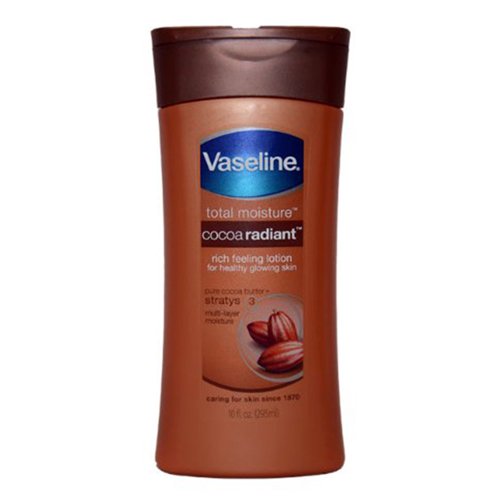 Vaseline.
total moisture™
cocoa radiant™
rich feeling lotion
for healthy glowing skin
pure cocoa butter+
stratys 3
multi-layer
moisture
caring for skin since 1870
10 fl. oz. (295ml)